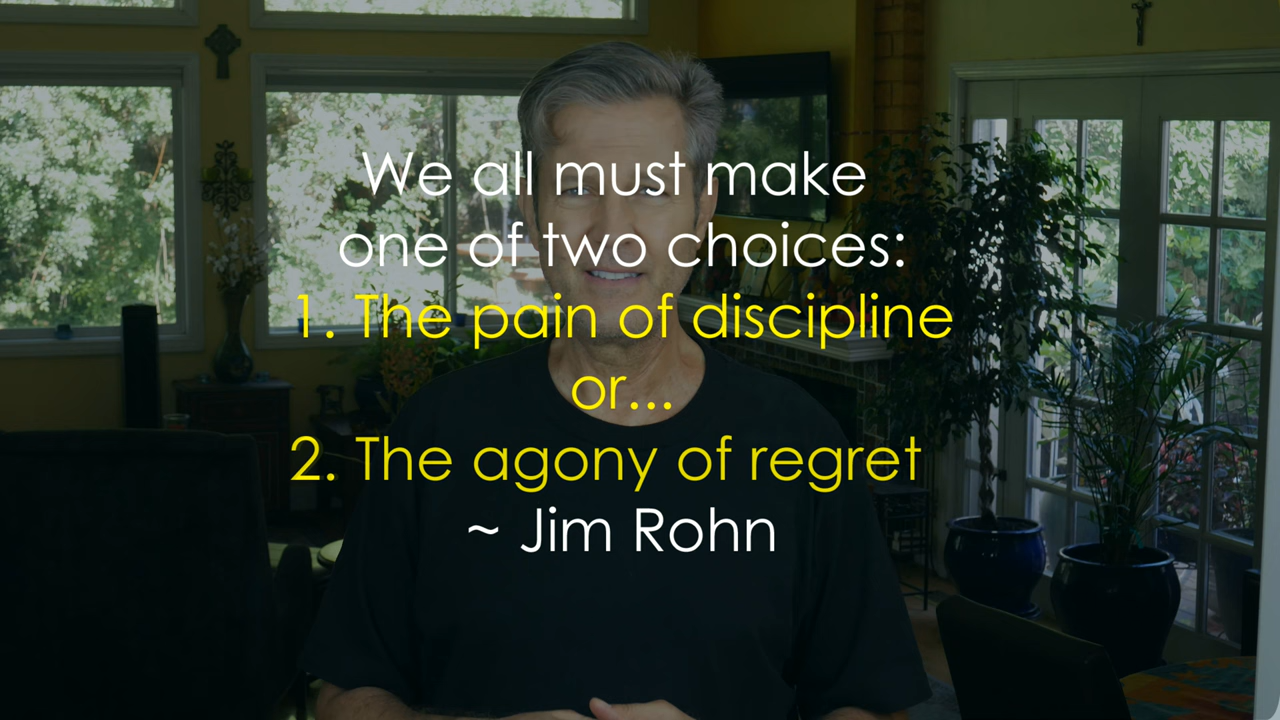 We all must make
one of two choices:
1. The pain of discipline
or...
2. The agony of regret
~ Jim Rohn